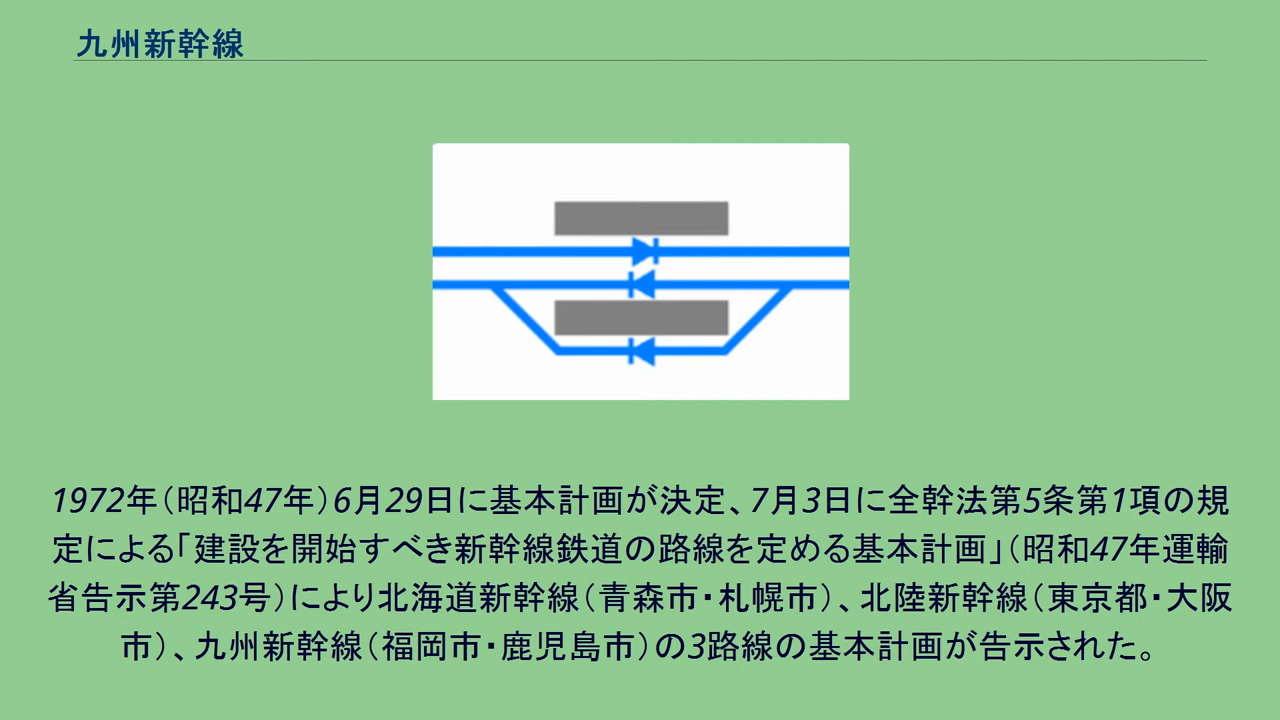 九州新幹線
1972年（昭和47年）6月29日に基本計画が決定、7月3日に全幹法第5条第1項の規
定による「建設を開始すべき新幹線鉄道の路線を定める基本計画」（昭和47年運輸
省告示第243号）により北海道新幹線（青森市・札幌市）、北陸新幹線（東京都・大阪
市）、九州新幹線（福岡市・鹿児島市）の3路線の基本計画が告示された。